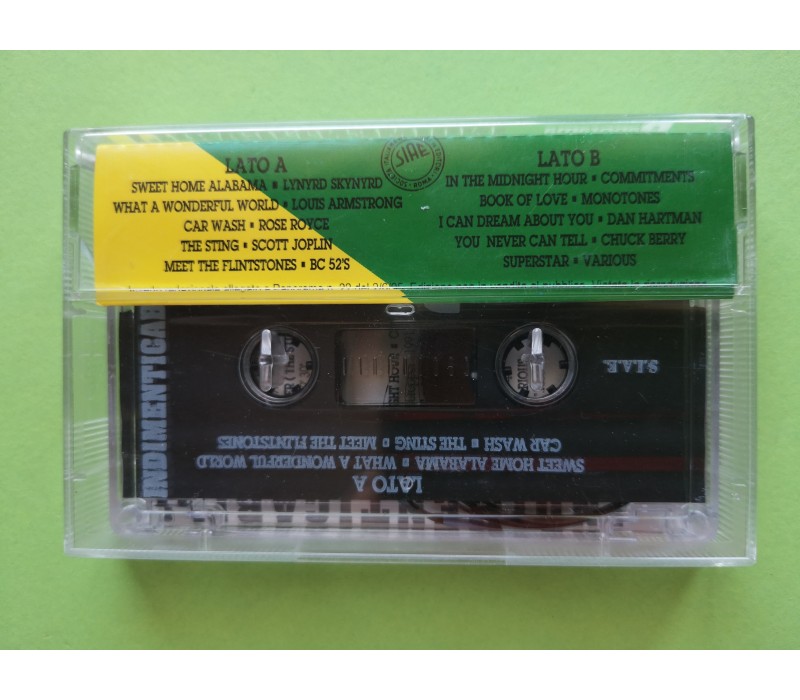 LATO A
SWEET HOME ALABAMA ▪ LYNYRD SKYNYRD
WHAT A WONDERFUL WORLD ▪ LOUIS ARMSTRONG
CAR WASH ▪ ROSE ROYCE
THE STING ▪ SCOTT JOPLIN
MEET THE FLINTSTONES ▪ BC 52'S
SIAE
ROMA
LATO B
IN THE MIDNIGHT HOUR ▪ COMMITMENTS
BOOK OF LOVE ▪ MONOTONES
I CAN DREAM ABOUT YOU ▪ DAN HARTMAN
YOU NEVER CAN TELL ▪ CHUCK BERRY
SUPERSTAR ▪ VARIOUS
INDIMENTICAB
S.I.A.E.
LATO A
SWEET HOME ALABAMA ▪ WHAT A WONDERFUL WORLD
CAR WASH ▪ THE STING ▪ MEET THE FLINTSTONES